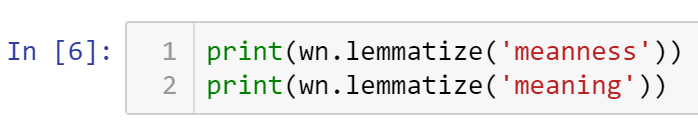 In [6]: 1 print(wn.lemmatize('meanness'))
2 print(wn.lemmatize('meaning'))